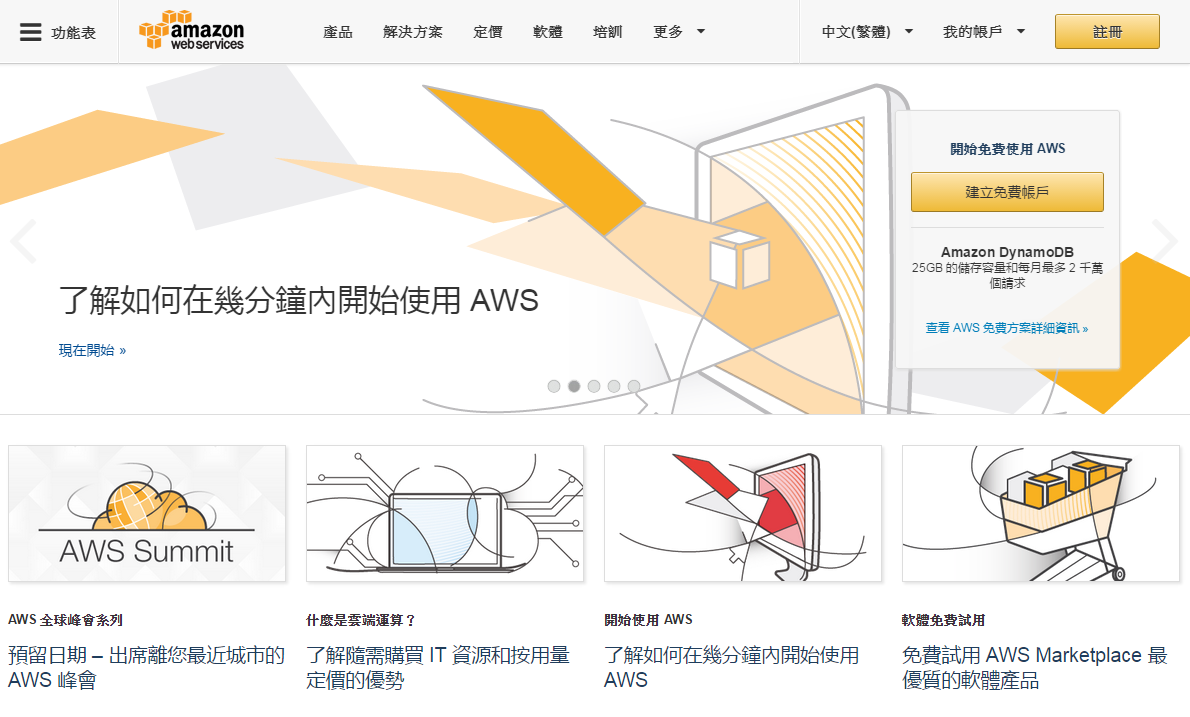 功能表
amazon
web services
產品
解決方案
定價
軟體
培訓
更多
中文(繁體)
我的帳戶
註冊
了解如何在幾分鐘內開始使用 AWS
現在開始 »
開始免費使用 AWS
建立免費帳戶
Amazon DynamoDB
25GB 的儲存容量和每月最多 2 千萬
個請求
查看 AWS 免費方案詳細資訊 »
AWS Summit
AWS 全球峰會系列
預留日期 – 出席離您最近城市的
AWS 峰會
什麼是雲端運算？
了解隨需購買 IT 資源和按用量
定價的優勢
開始使用 AWS
了解如何在幾分鐘內開始使用
AWS
軟體免費試用
免費試用 AWS Marketplace 最
優質的軟體產品